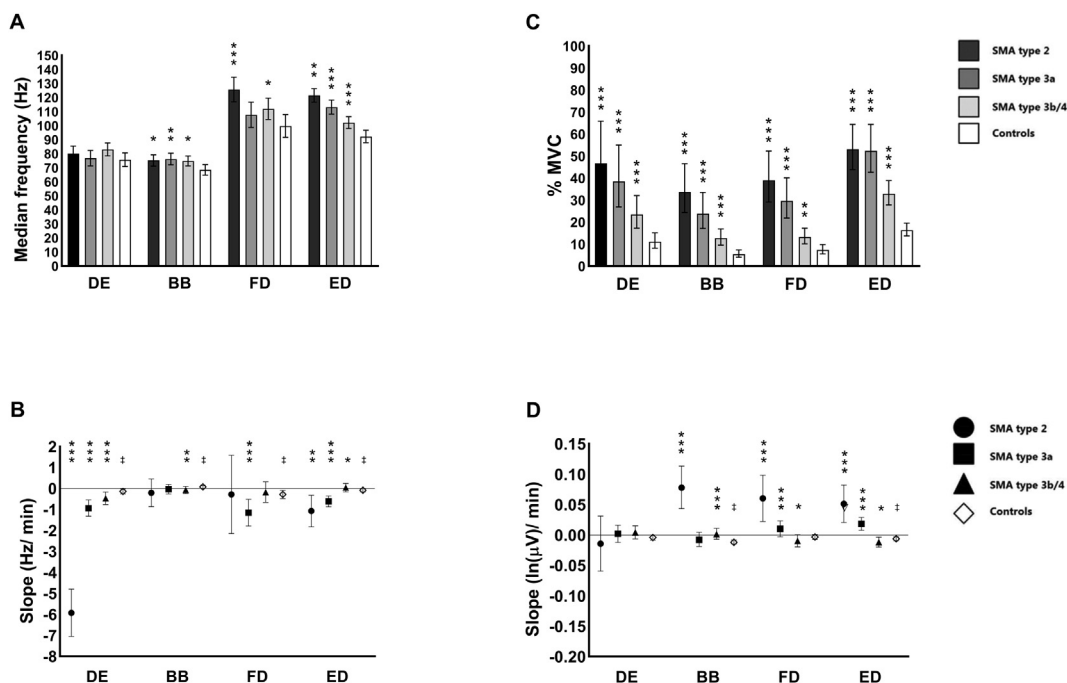 A
Median frequency (Hz)
150
140
130
120
110
100
90
80
70
60
50
40
30
20
10
0
*** * ** *** ***
* ** *
DE BB FD ED
C
% MVC
100
90
80
70
60
50
40
30
20
10
0
*** *** *** *** *** *** *** *** ** *** *** ***
DE BB FD ED
SMA type 2
SMA type 3a
SMA type 3b/4
Controls
B
Slope (Hz/ min)
2
1
0
-1
-2
-3
-4
-5
-6
-7
-8
*** *** *** ‡ ** ‡ *** ‡ ** *** * ‡
DE BB FD ED
D
Slope (ln(µV)/ min)
0.15
0.10
0.05
0.00
-0.05
-0.10
-0.15
-0.20
*** *** ‡ *** *** * *** *** * ‡
DE BB FD ED
SMA type 2
SMA type 3a
SMA type 3b/4
Controls